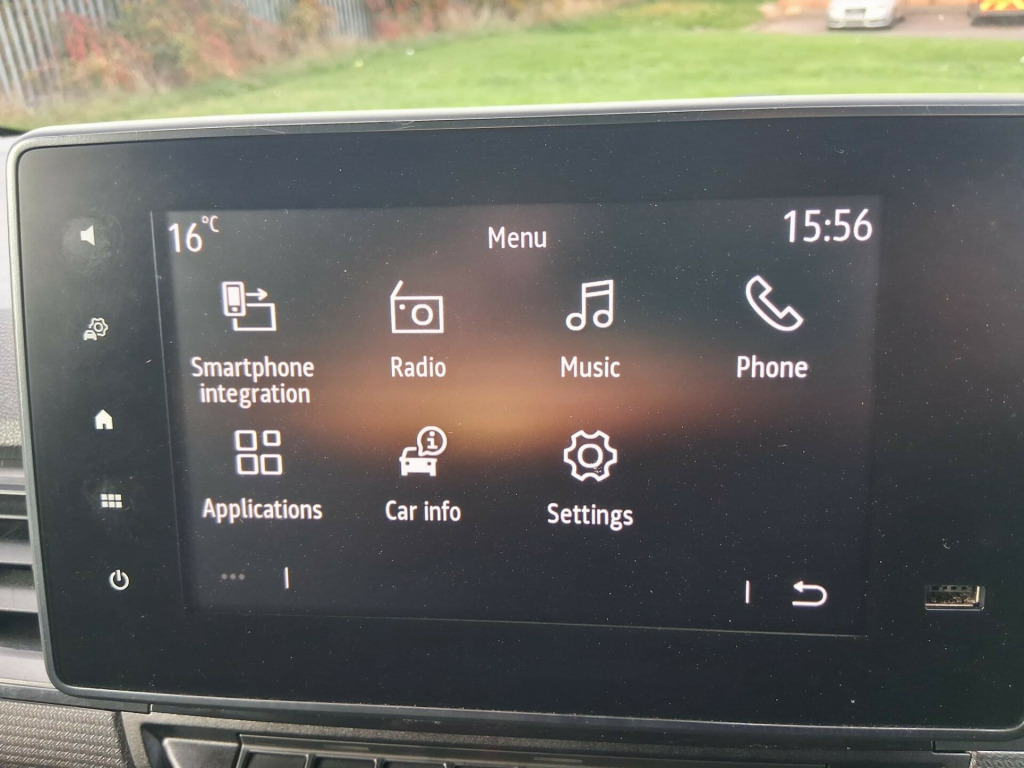 16°C Menu 15:56
Smartphone
integration
Radio
Music
Phone
Applications
Car info
Settings